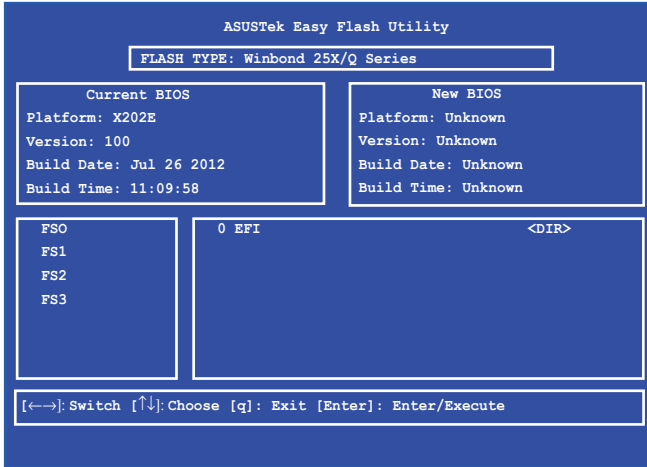 ASUSTek Easy Flash Utility
FLASH TYPE: Winbond 25X/Q Series
Current BIOS
Platform: X202E
Version: 100
Build Date: Jul 26 2012
Build Time: 11:09:58
New BIOS
Platform: Unknown
Version: Unknown
Build Date: Unknown
Build Time: Unknown
FSO
FS1
FS2
FS3
0 EFI <DIR>
[←→]: Switch [↑↓]: Choose [q]: Exit [Enter]: Enter/Execute